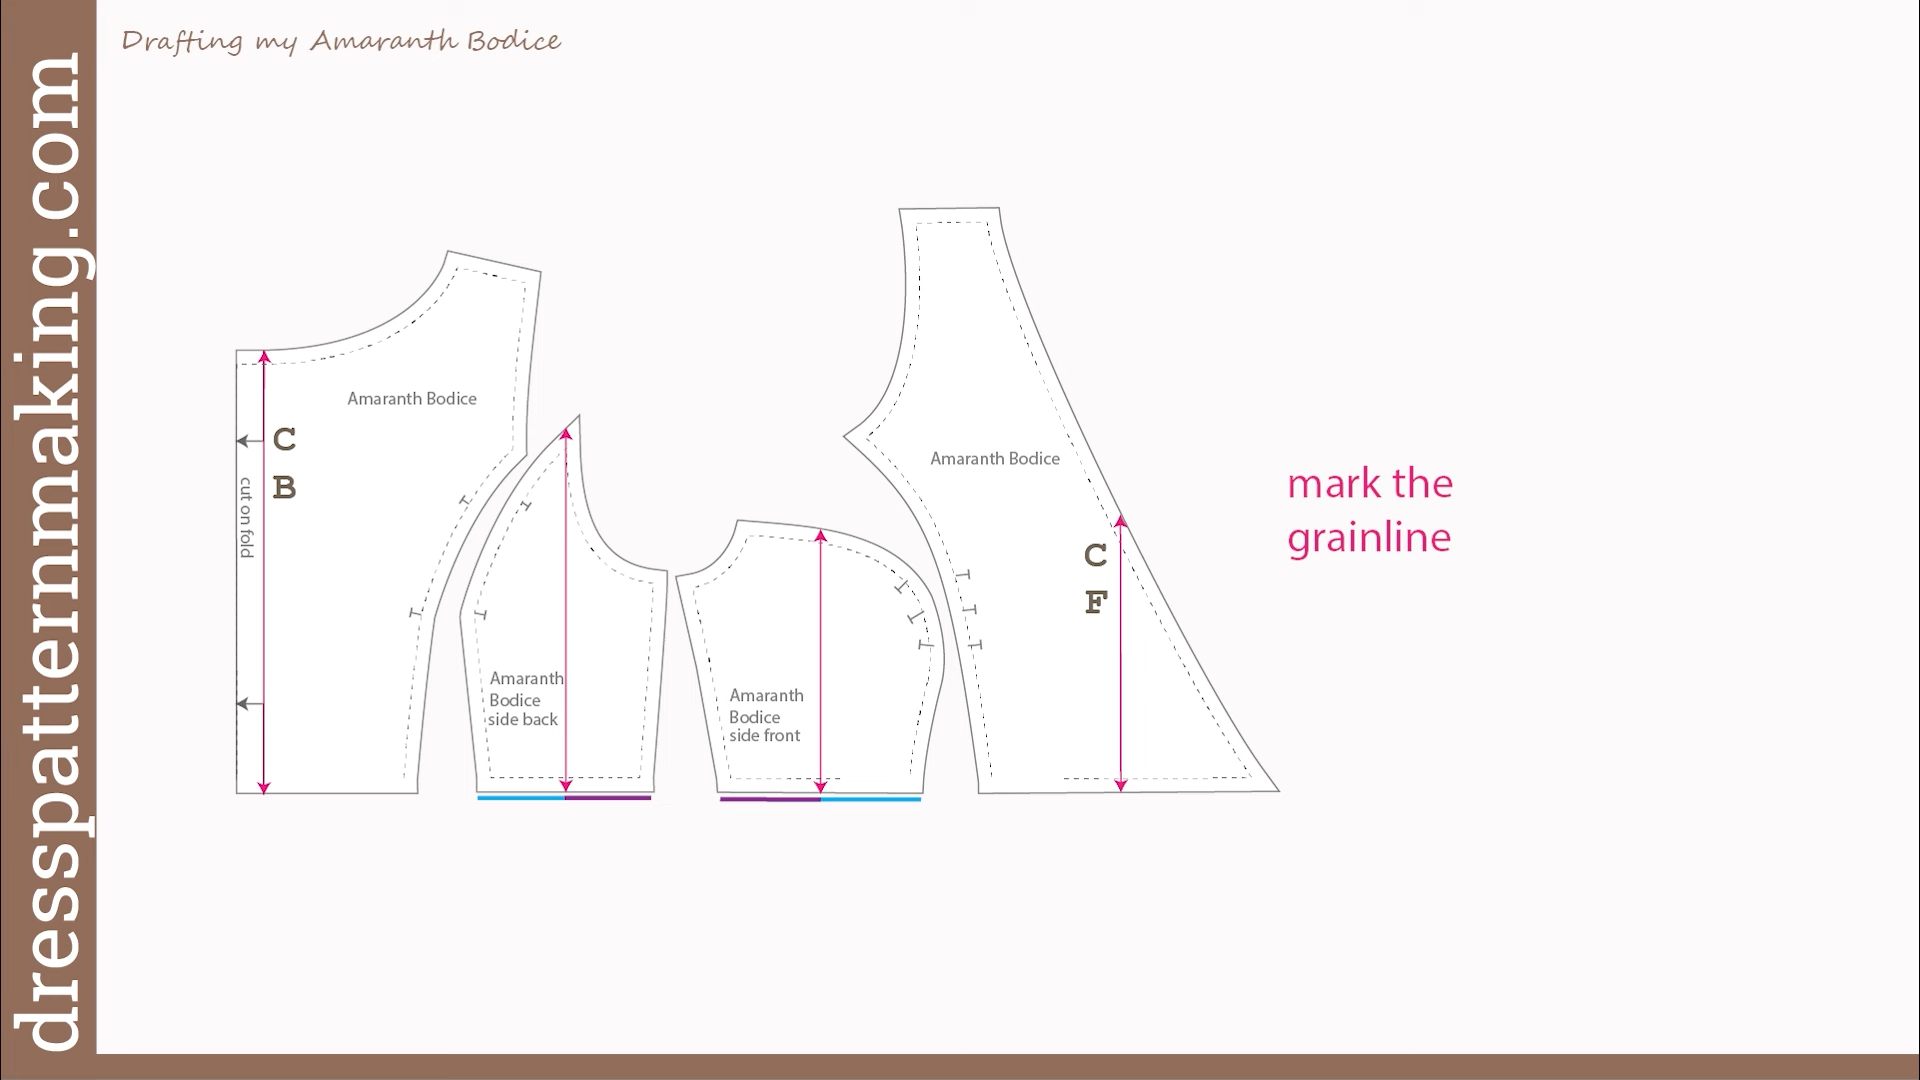 Drafting my Amaranth Bodice
dresspatternmaking.com
Amaranth Bodice
C
B
cut on fold
Amaranth
Bodice
side back
Amaranth
Bodice
side front
Amaranth Bodice
C
F
mark the
grainline